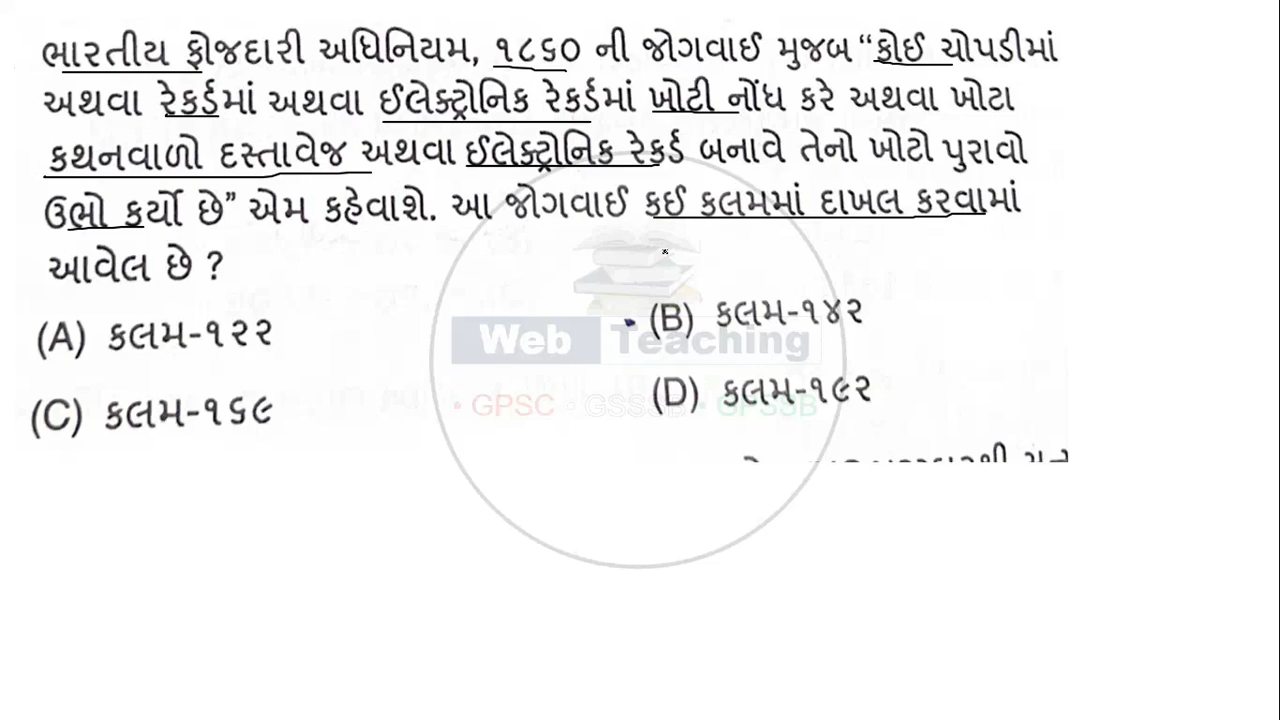 ભારતીય ફોજદારી અધિનિયમ, ૧૮૬૦ ની જોગવાઈ મુજબ “કોઈ ચોપડીમાં
અથવા રેકર્ડમાં અથવા ઈલેક્ટ્રોનિક રેકર્ડમાં ખોટી નોંધ કરે અથવા ખોટા
કથનવાળો દસ્તાવેજ અથવા ઈલેક્ટ્રોનિક રેકર્ડ બનાવે તેનો ખોટો પુરાવો
ઉભો કર્યો છે” એમ કહેવાશે. આ જોગવાઈ કઈ કલમમાં દાખલ કરવામાં
આવેલ છે ?
(A) કલમ-૧૨૨
(B) કલમ-૧૪૨
Web Teaching
(C) કલમ-૧૬૯
(D) કલમ-૧૯૨
• GPSC • GSSSB • GPSSB